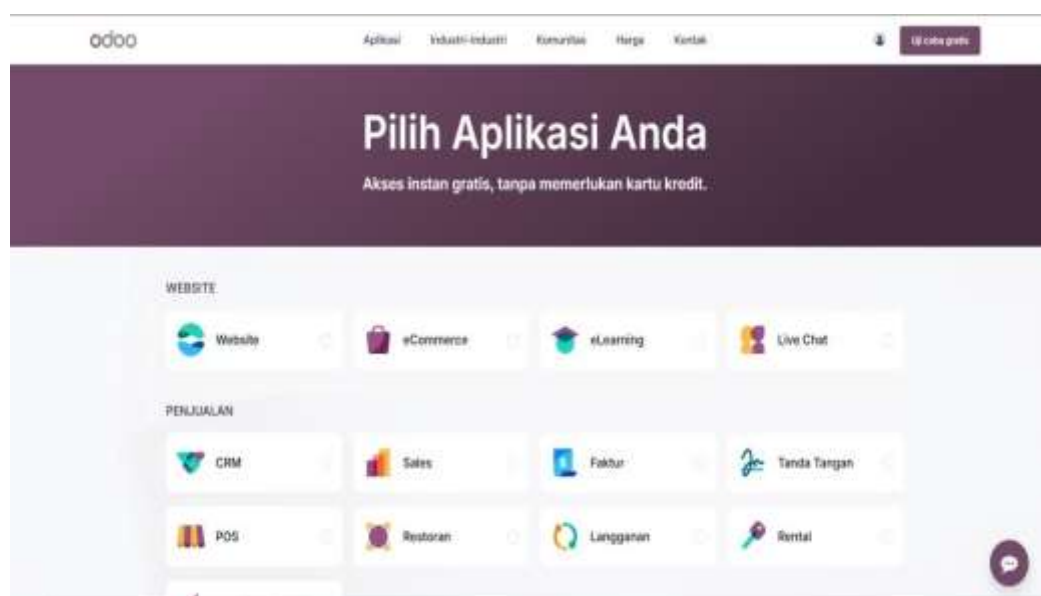 odoo
Aplikasi Industri-Industri Komunitas Harga Kontak Uji coba gratis
Pilih Aplikasi Anda
Akses instan gratis, tanpa memerlukan kartu kredit.
WEBSITE
Website eCommerce eLearning Live Chat
PENJUALAN
CRM Sales Faktur Tanda Tangan
POS Restoran Langganan Rental